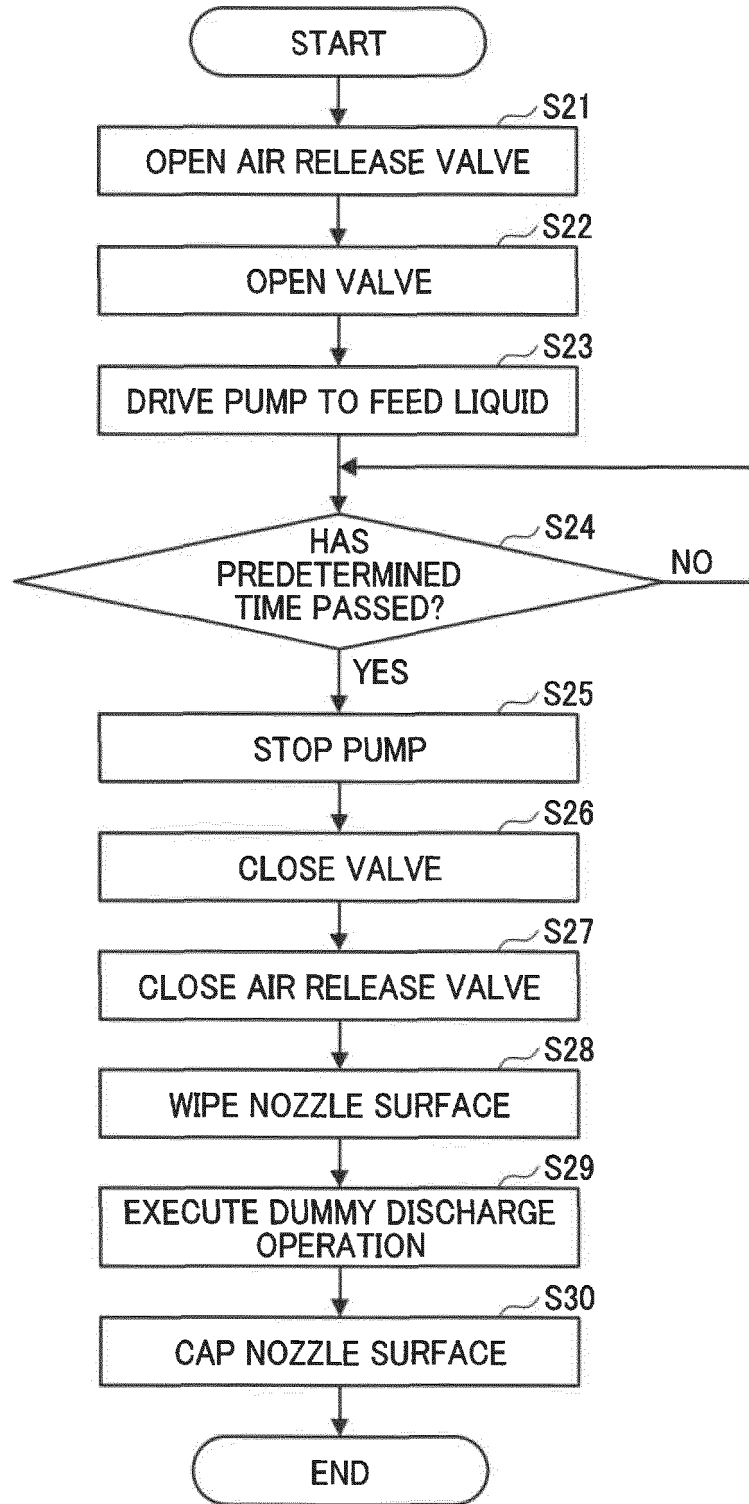 START
S21
OPEN AIR RELEASE VALVE
S22
OPEN VALVE
S23
DRIVE PUMP TO FEED LIQUID
S24
HAS
PREDETERMINED
TIME PASSED?
NO
YES
S25
STOP PUMP
S26
CLOSE VALVE
S27
CLOSE AIR RELEASE VALVE
S28
WIPE NOZZLE SURFACE
S29
EXECUTE DUMMY DISCHARGE
OPERATION
S30
CAP NOZZLE SURFACE
END